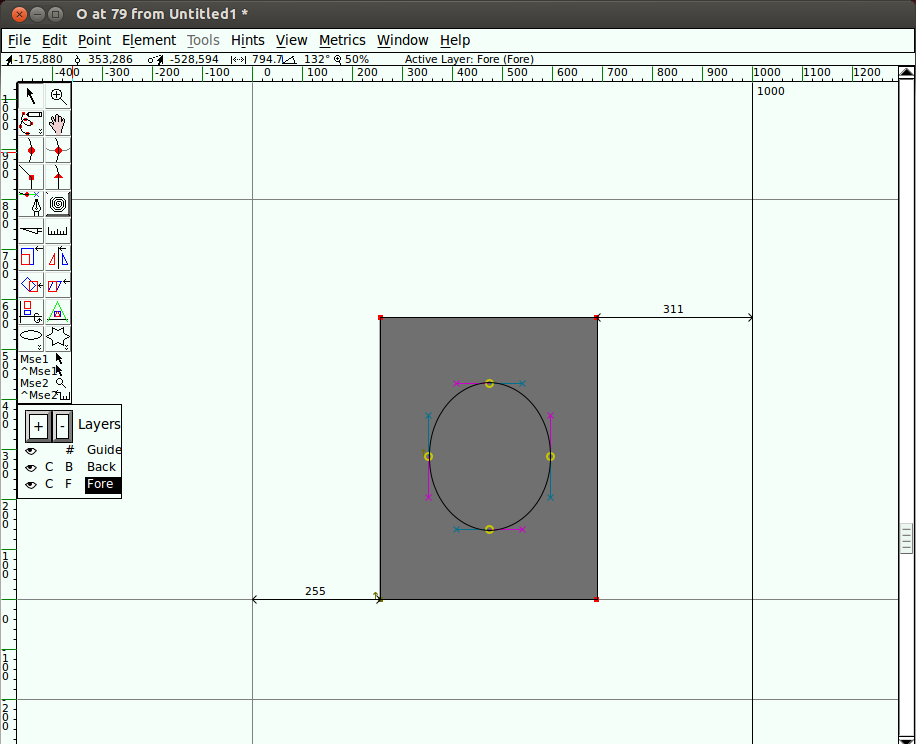 O at 79 from Untitled1 *
File Edit Point Element Tools Hints View Metrics Window Help
-175,880 353,286 -528,594 794.7 132° 50% Active Layer: Fore (Fore)
-400 -300 -200 -100 0 100 200 300 400 500 600 700 800 900 1000 1100 1200
1000
1000
900
800
700
600
311
500
Mse1
^Mse1
Mse2
^Mse2
400
+ - Layers
# Guide
300
C B Back
C F Fore
200
100
255
0
-100
-200